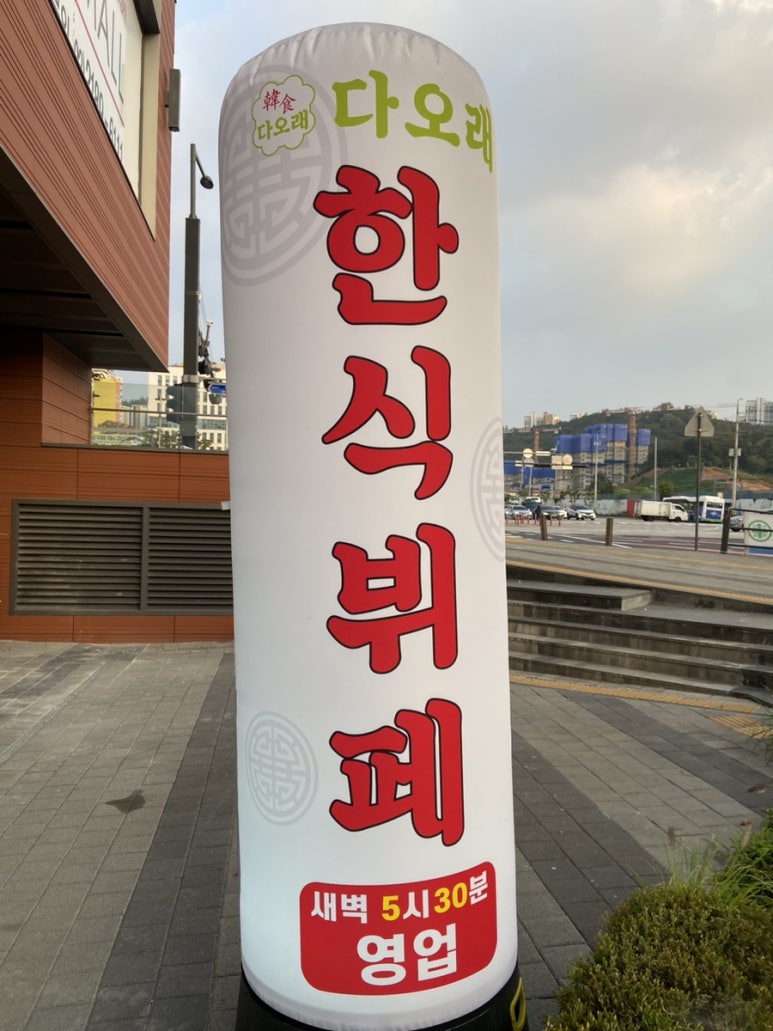 韓食
다오래
다오래
한식뷔페
새벽 5시30분
영업